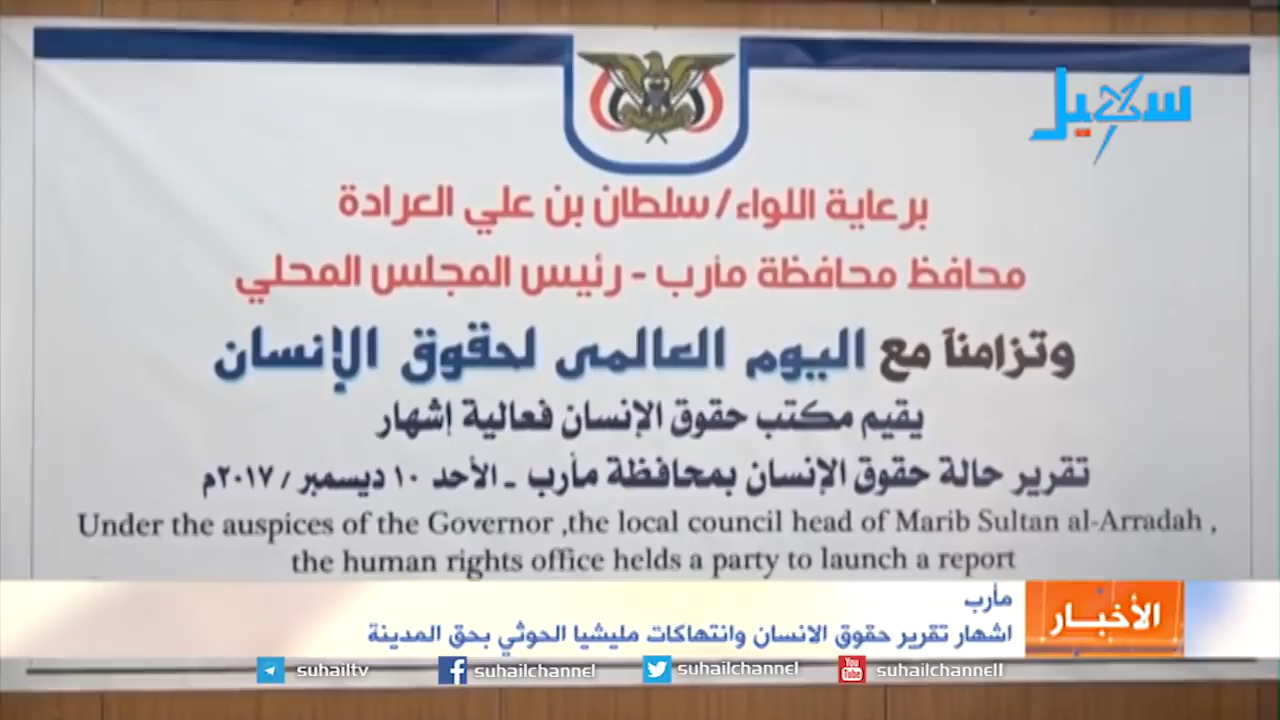 سهيل
برعاية اللواء/ سلطان بن علي العرادة
محافظ محافظة مأرب - رئيس المجلس المحلي
وتزامناً مع اليوم العالمى لحقوق الإنسان
يقيم مكتب حقوق الإنسان فعالية إشهار
تقرير حالة حقوق الإنسان بمحافظة مأرب ـ الأحد ١٠ ديسمبر / ٢٠١٧م
Under the auspices of the Governor ,the local council head of Marib Sultan al-Arradah ,
the human rights office helds a party to launch a report
الأخبار
مأرب
اشهار تقرير حقوق الانسان وانتهاكات مليشيا الحوثي بحق المدينة
suhailtv suhailchannel suhailchannel You Tube suhailchannell